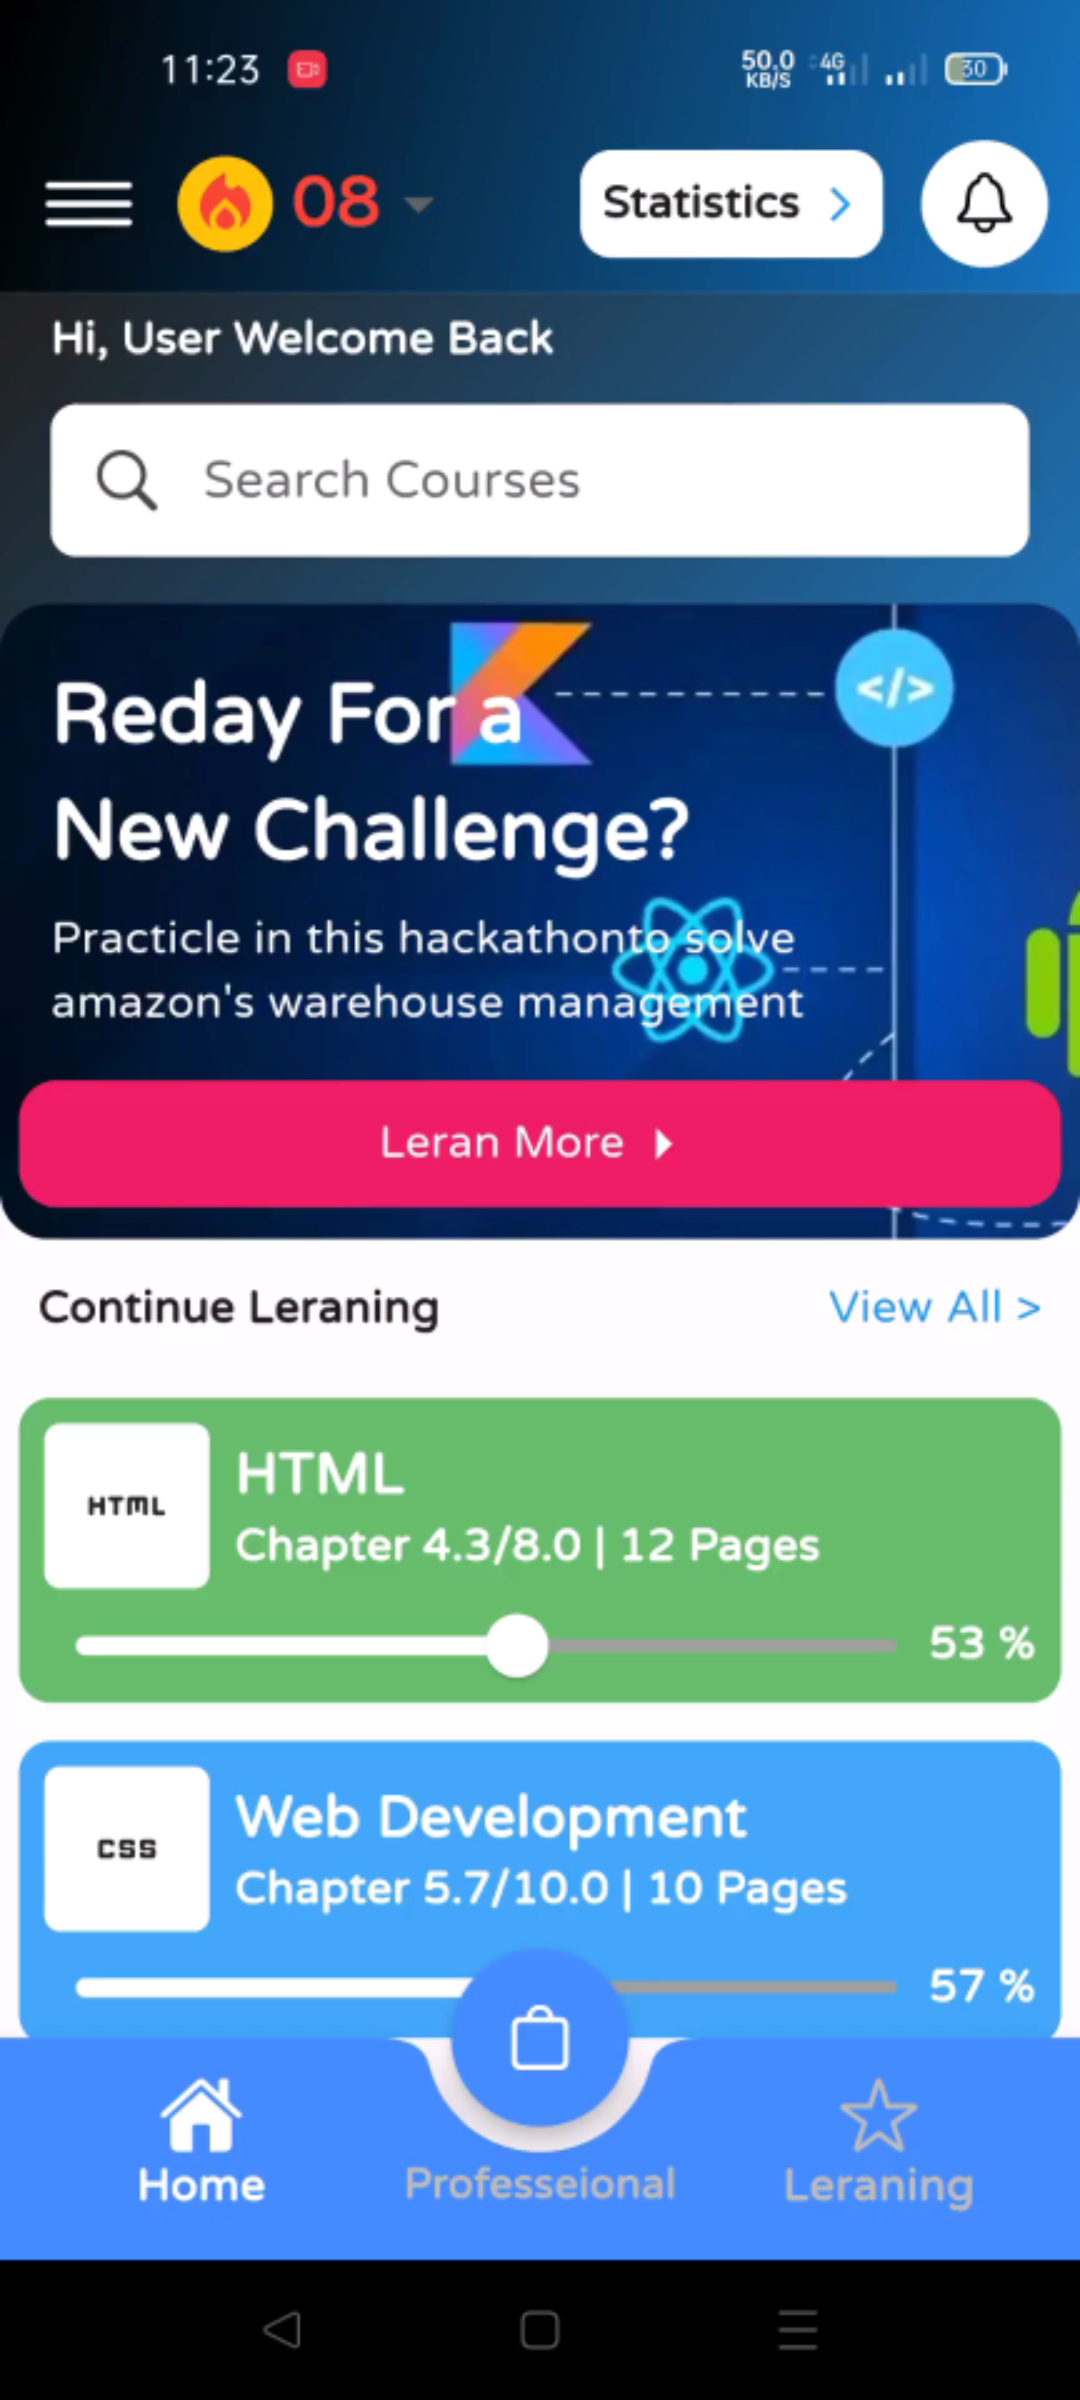 11:23
50.0
KB/S
4G
30
08
Statistics
Hi, User Welcome Back
Search Courses
</>
Reday For a
New Challenge?
Practicle in this hackathonto solve
amazon's warehouse management
Leran More
Continue Leraning
View All >
HTML
HTML
Chapter 4.3/8.0 | 12 Pages
53 %
CSS
Web Development
Chapter 5.7/10.0 | 10 Pages
57 %
Home
Professeional
Leraning